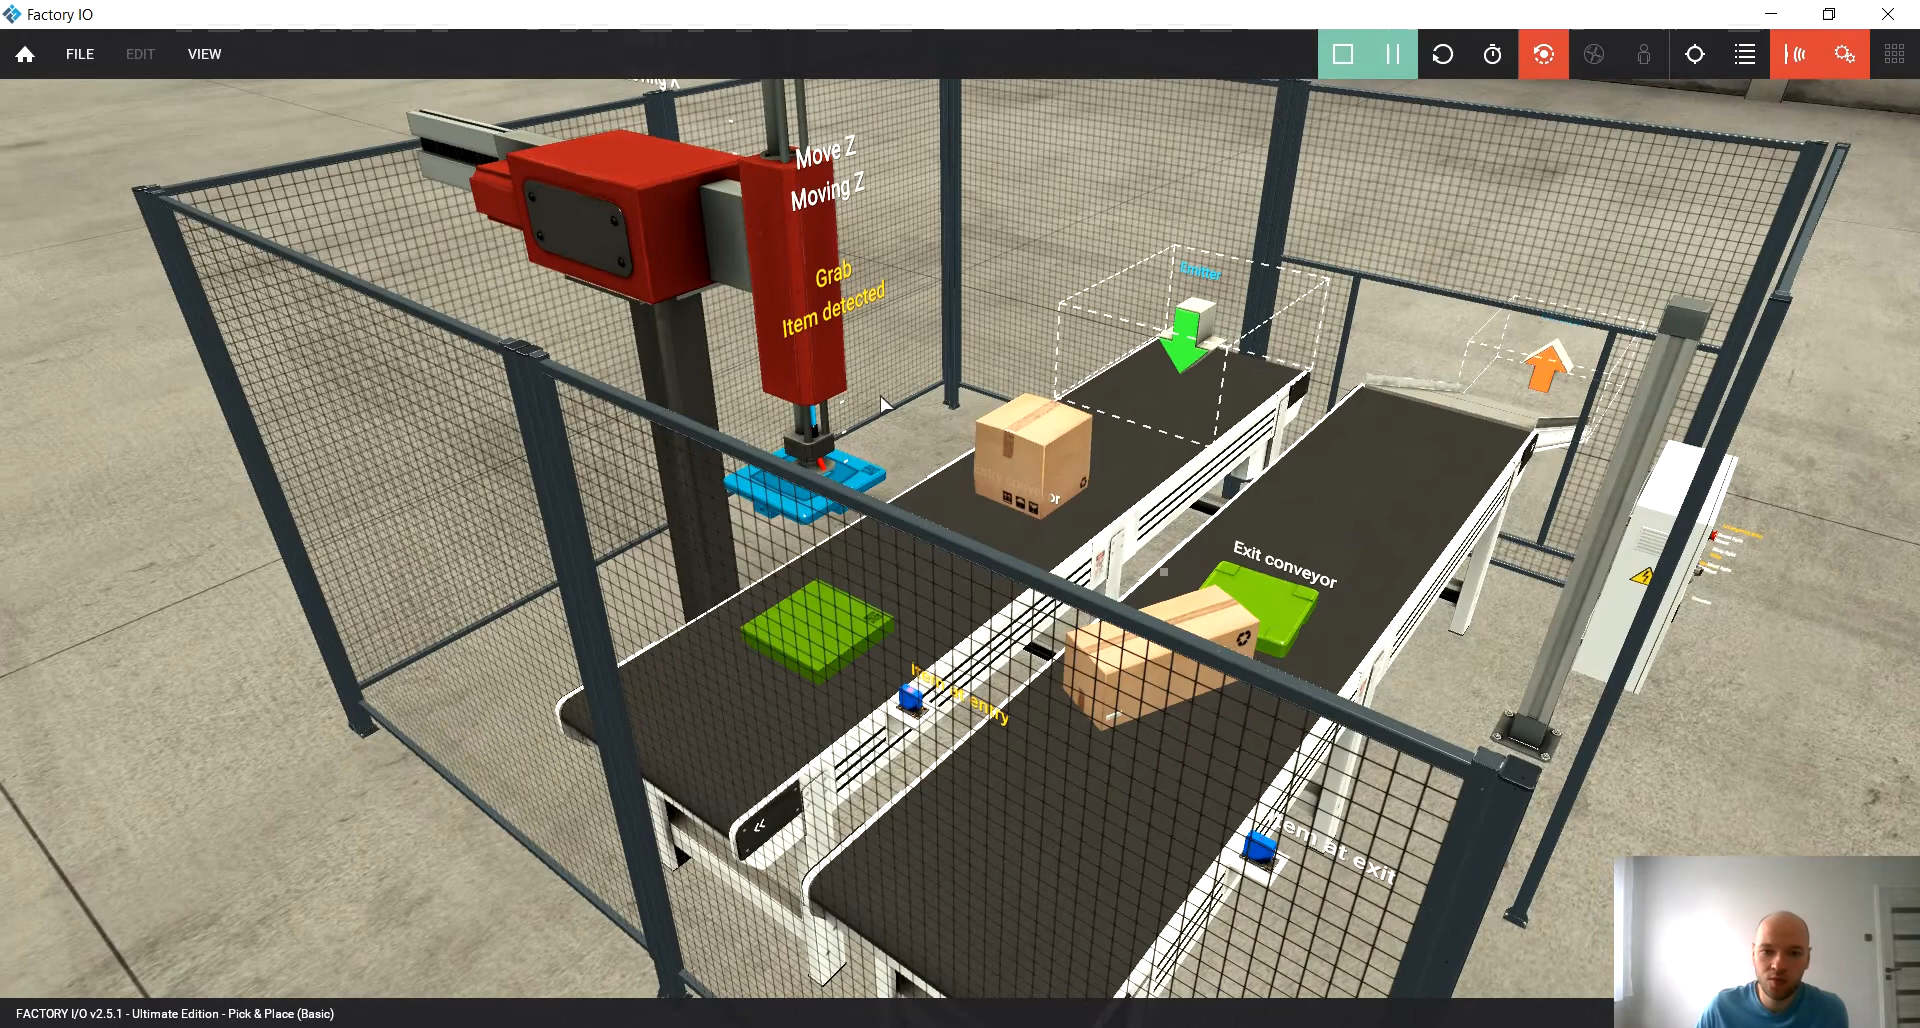 Factory IO
FILE
EDIT
VIEW
Move Z
Moving Z
Grab
Item detected
Emitter
Exit conveyor
Item at entry
Item at exit
FACTORY I/O v2.5.1 - Ultimate Edition - Pick & Place (Basic)